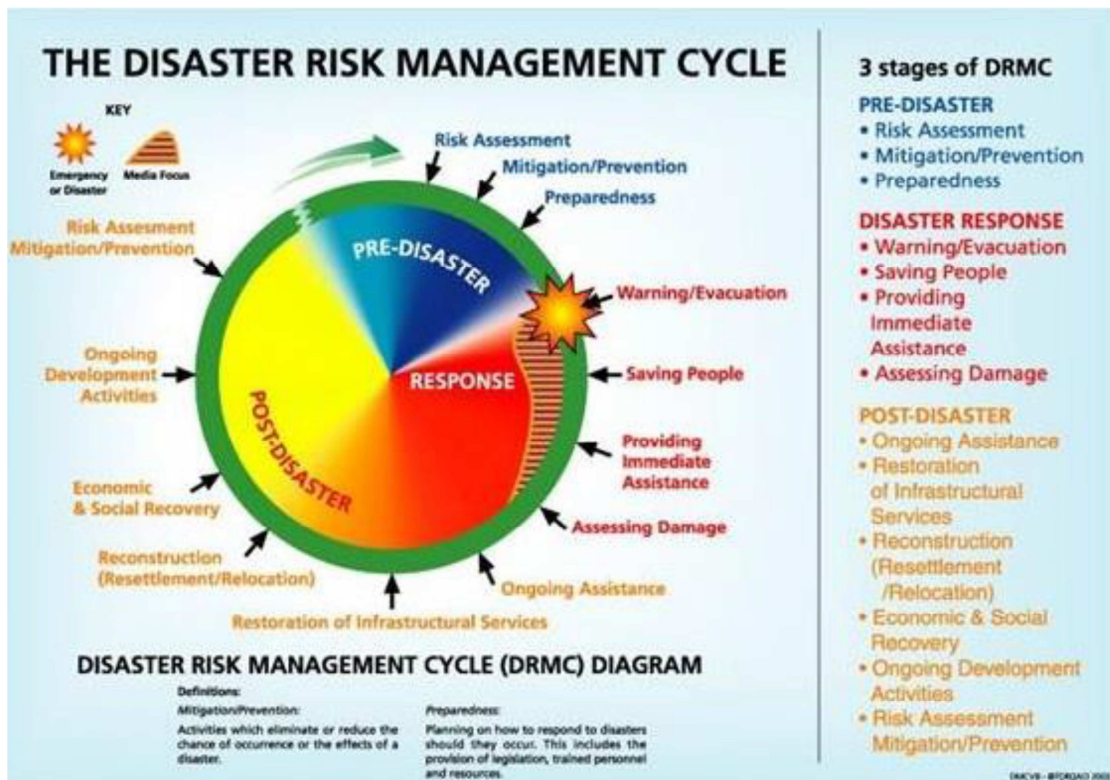 THE DISASTER RISK MANAGEMENT CYCLE
KEY
Emergency
or Disaster
Media Focus
Risk Assessment
Mitigation/Prevention
Preparedness
Warning/Evacuation
Saving People
Providing
Immediate
Assistance
Assessing Damage
Ongoing Assistance
Restoration of Infrastructural Services
Reconstruction
(Resettlement/Relocation)
Economic
& Social Recovery
Ongoing
Development
Activities
Risk Assesment
Mitigation/Prevention
PRE-DISASTER
RESPONSE
POST-DISASTER
DISASTER RISK MANAGEMENT CYCLE (DRMC) DIAGRAM
Definitions:
Mitigation/Prevention:
Activities which eliminate or reduce the
chance of occurrence or the effects of a
disaster.
Preparedness:
Planning on how to respond to disasters
should they occur. This includes the
provision of legislation, trained personnel
and resources.
3 stages of DRMC
PRE-DISASTER
• Risk Assessment
• Mitigation/Prevention
• Preparedness
DISASTER RESPONSE
• Warning/Evacuation
• Saving People
• Providing
Immediate
Assistance
• Assessing Damage
POST-DISASTER
• Ongoing Assistance
• Restoration
of Infrastructural
Services
• Reconstruction
(Resettlement
/Relocation)
• Economic & Social
Recovery
• Ongoing Development
Activities
• Risk Assessment
Mitigation/Prevention